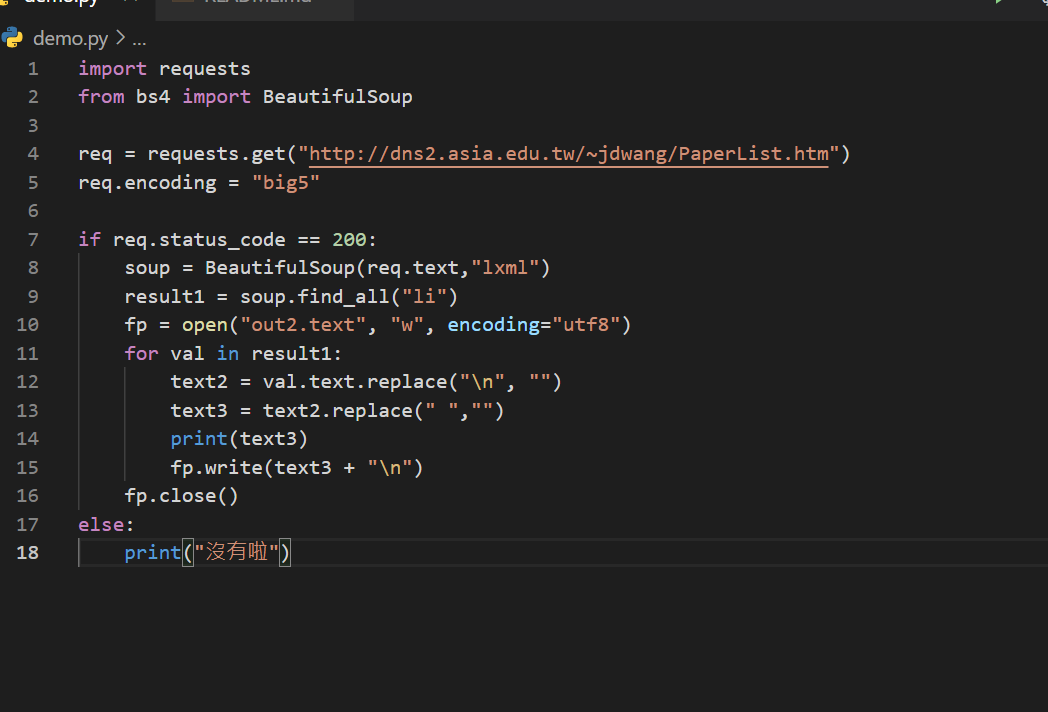 demo.py
README.md
demo.py > ...
1 import requests
2 from bs4 import BeautifulSoup
3
4 req = requests.get("http://dns2.asia.edu.tw/~jdwang/PaperList.htm")
5 req.encoding = "big5"
6
7 if req.status_code == 200:
8     soup = BeautifulSoup(req.text,"lxml")
9     result1 = soup.find_all("li")
10     fp = open("out2.text", "w", encoding="utf8")
11     for val in result1:
12         text2 = val.text.replace("\n", "")
13         text3 = text2.replace(" ","")
14         print(text3)
15         fp.write(text3 + "\n")
16     fp.close()
17 else:
18     print("沒有啦")